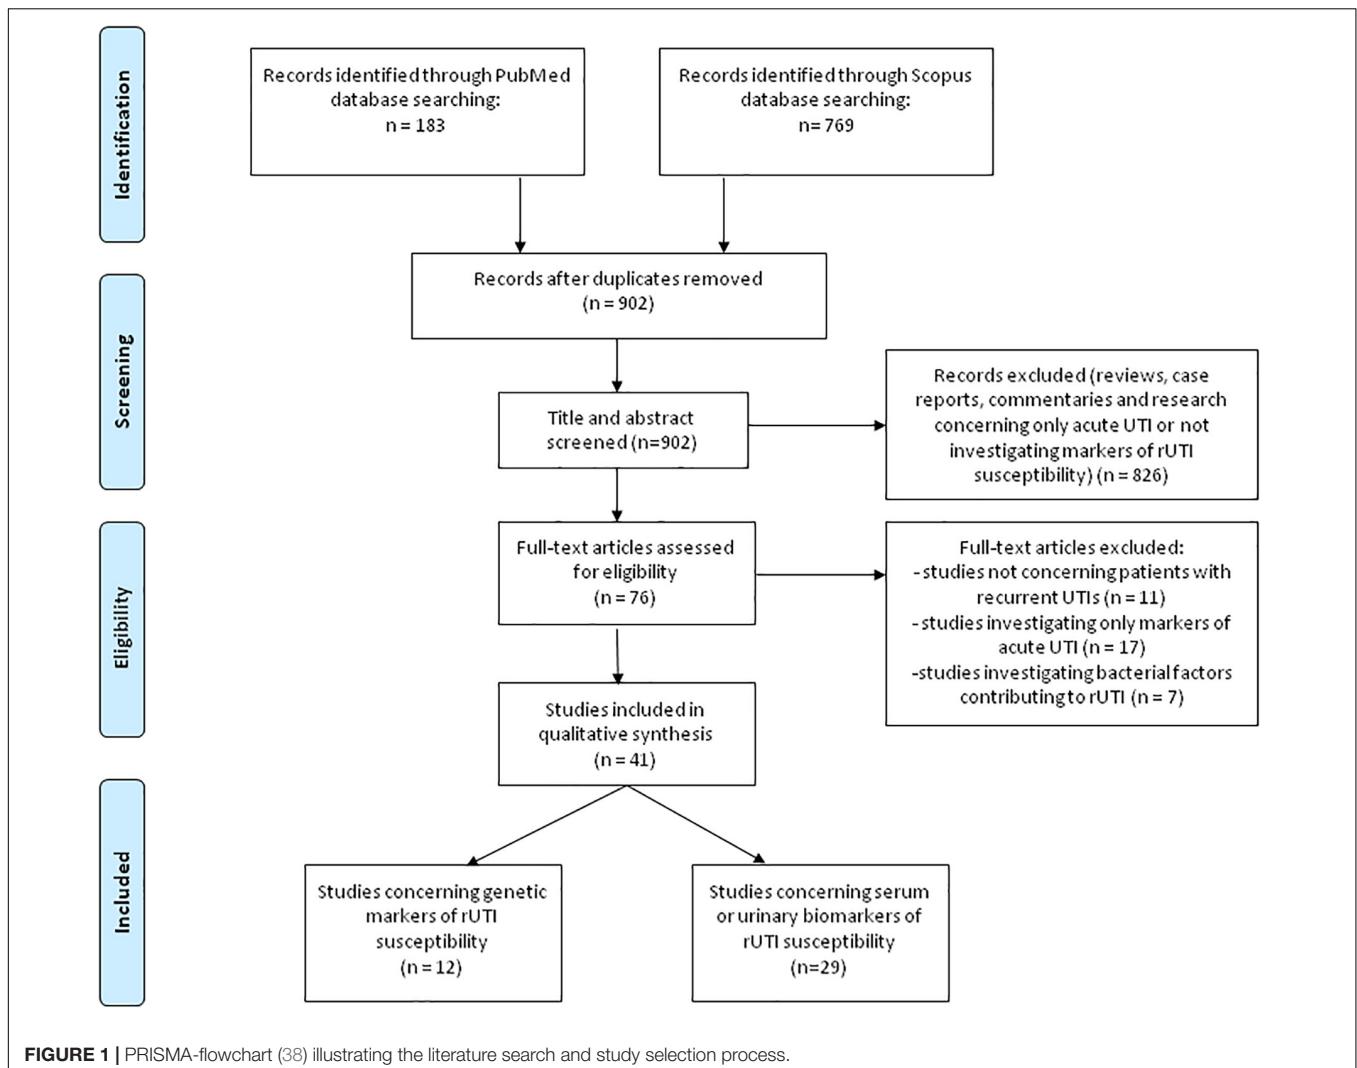 Identification
Records identified through PubMed
database searching:
n = 183
Records identified through Scopus
database searching:
n= 769
Screening
Records after duplicates removed
(n = 902)
Title and abstract
screened (n=902)
Records excluded (reviews, case
reports, commentaries and research
concerning only acute UTI or not
investigating markers of rUTI
susceptibility) (n = 826)
Eligibility
Full-text articles assessed
for eligibility
(n = 76)
Full-text articles excluded:
-studies not concerning patients with
recurrent UTIs (n = 11)
-studies investigating only markers of
acute UTI (n = 17)
-studies investigating bacterial factors
contributing to rUTI (n = 7)
Studies included in
qualitative synthesis
(n = 41)
Included
Studies concerning genetic
markers of rUTI
susceptibility
(n = 12)
Studies concerning serum
or urinary biomarkers of
rUTI susceptibility
(n=29)
FIGURE 1 | PRISMA-flowchart (38) illustrating the literature search and study selection process.